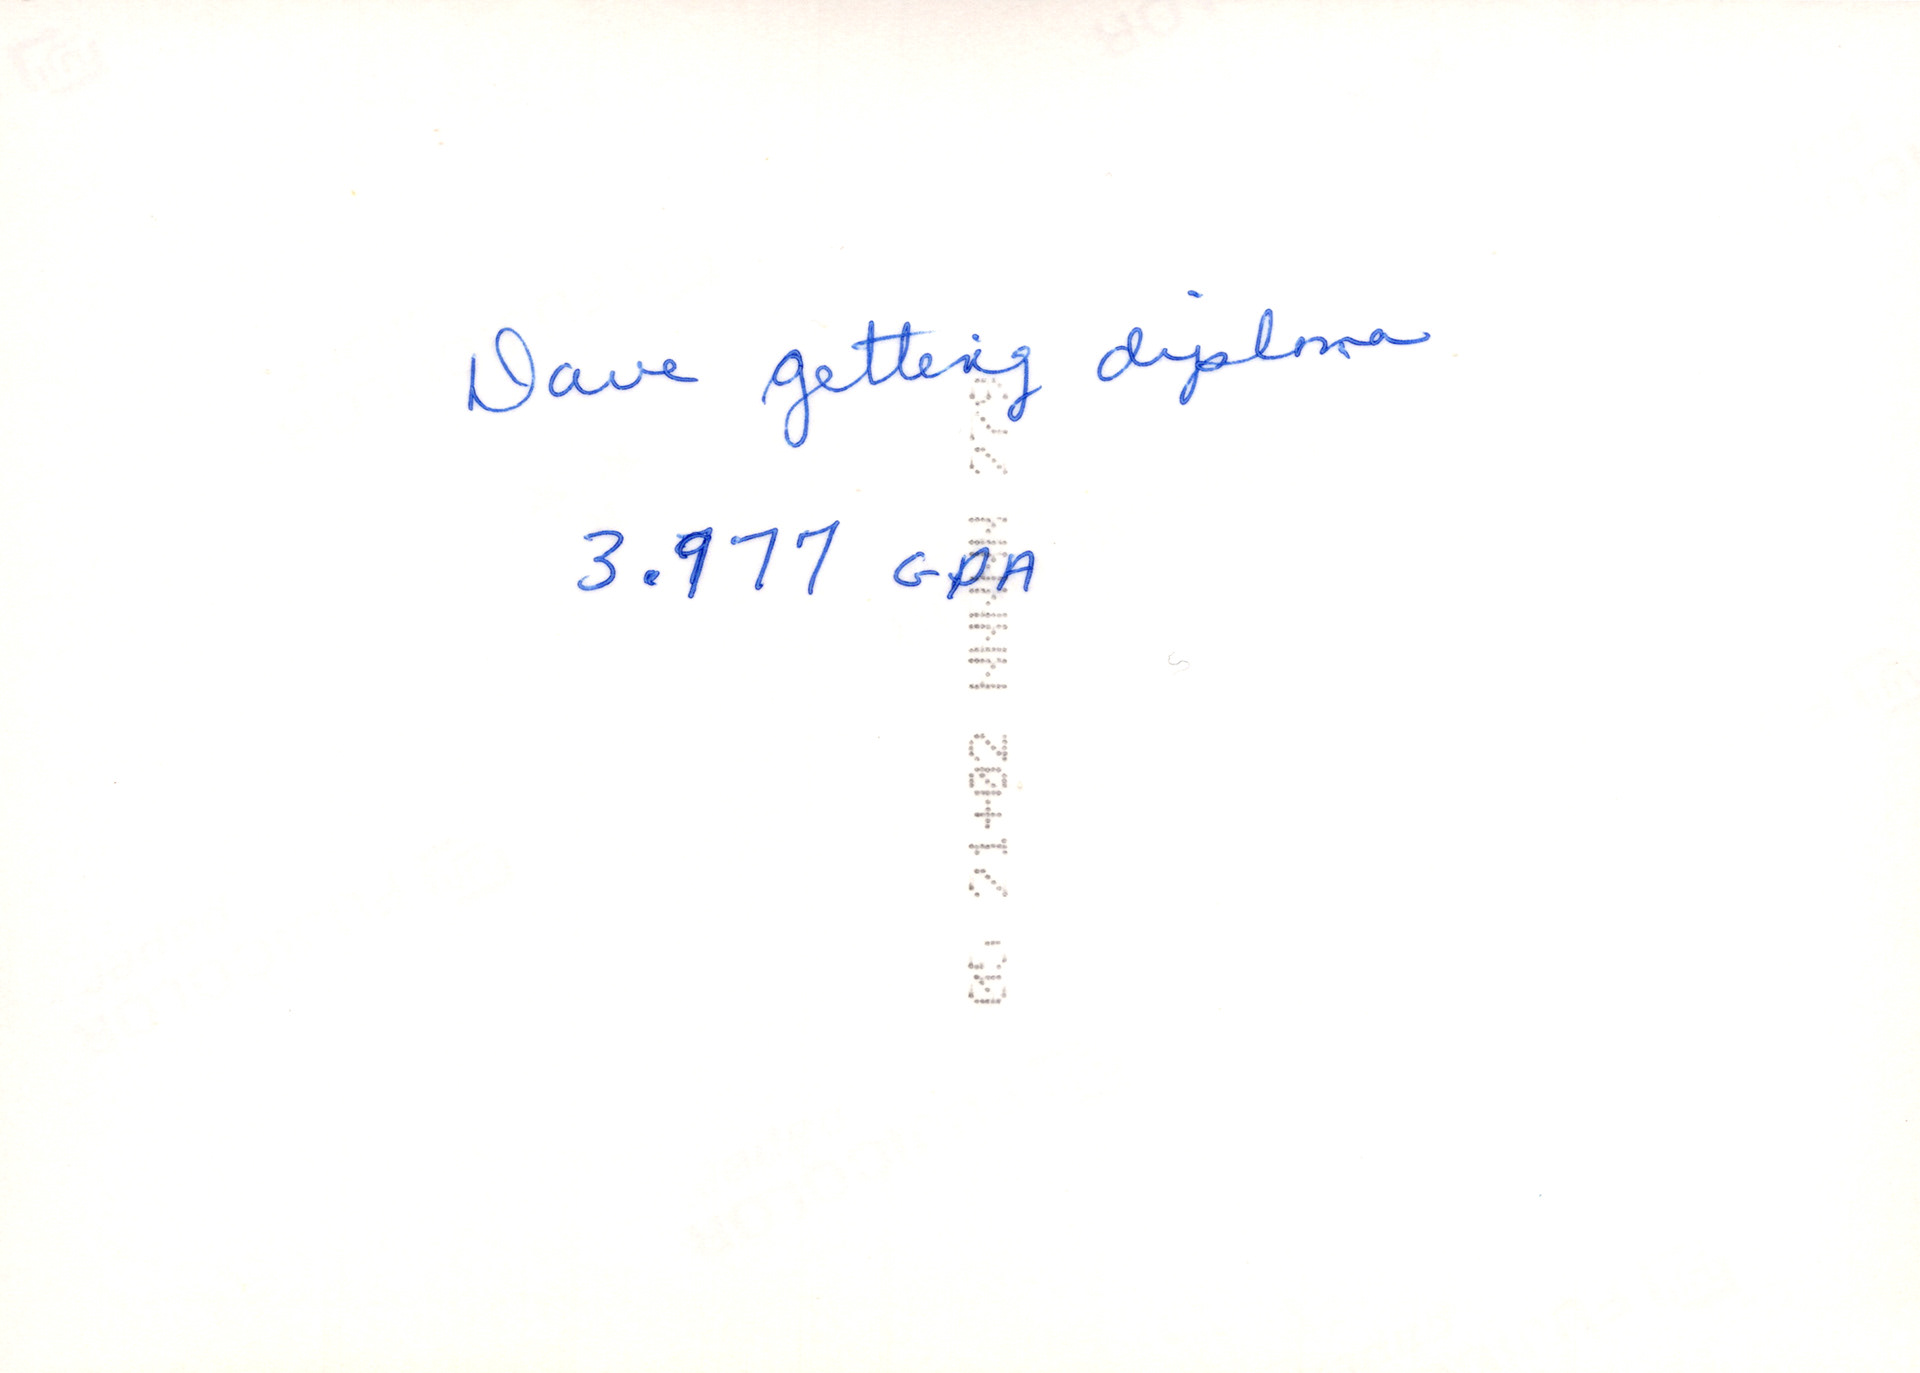 Dave getting diploma
3.977 GPA